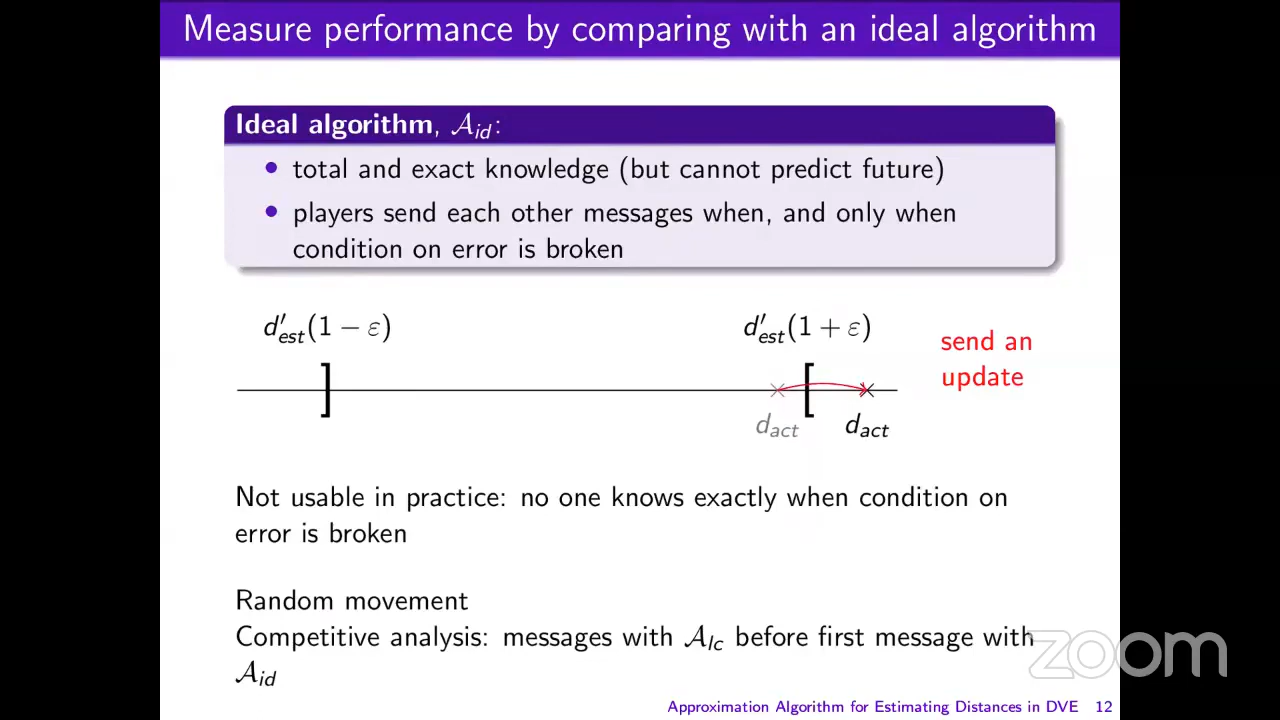 Measure performance by comparing with an ideal algorithm
Ideal algorithm, 𝒜id:
• total and exact knowledge (but cannot predict future)
• players send each other messages when, and only when
condition on error is broken
d′est(1 − ε)
d′est(1 + ε)
send an
update
]
[
dact
dact
Not usable in practice: no one knows exactly when condition on
error is broken
Random movement
Competitive analysis: messages with 𝒜lc before first message with
𝒜id
zoom
Approximation Algorithm for Estimating Distances in DVE 12